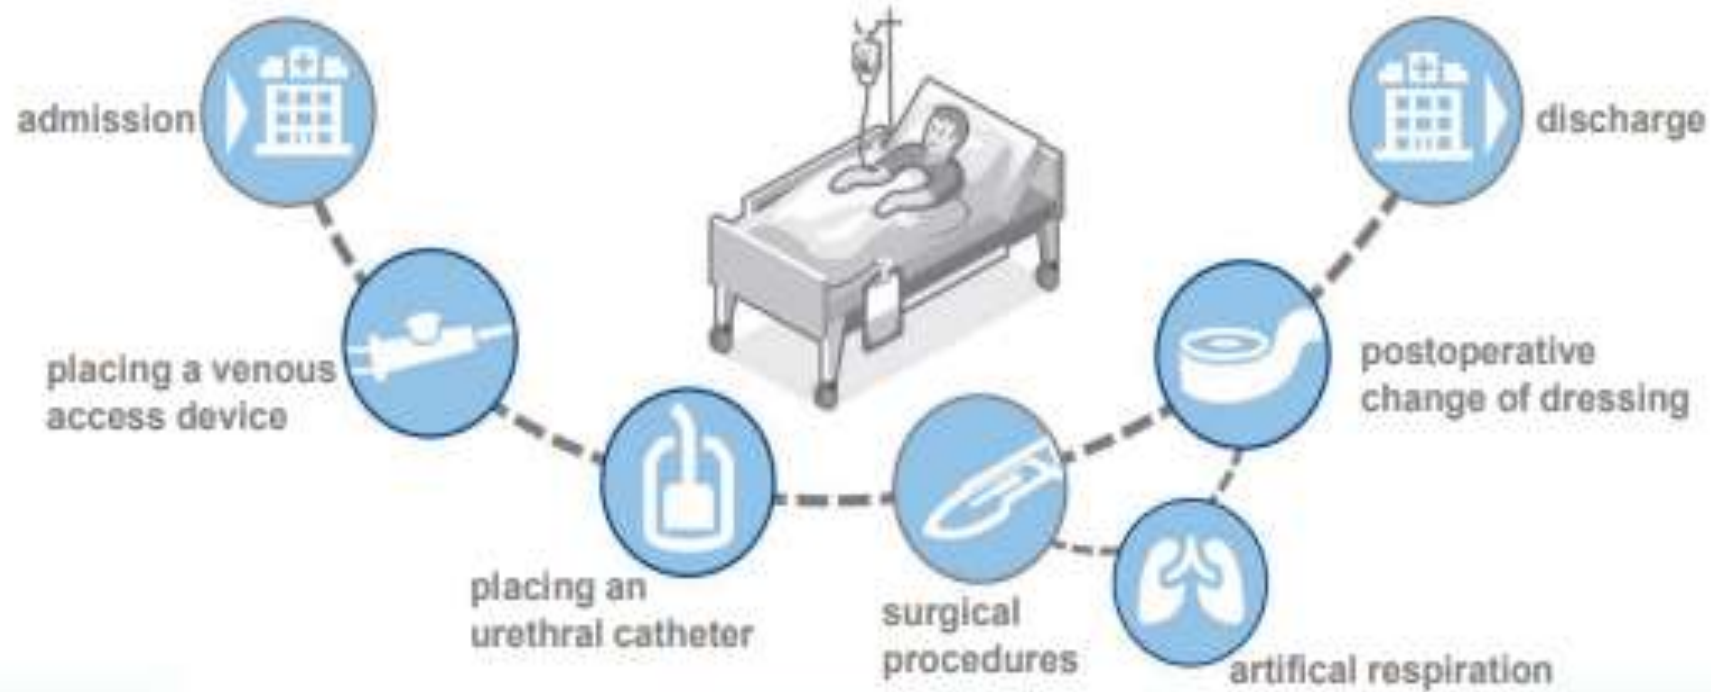 admission
discharge
placing a venous
access device
postoperative
change of dressing
placing an
urethral catheter
surgical
procedures
artifical respiration